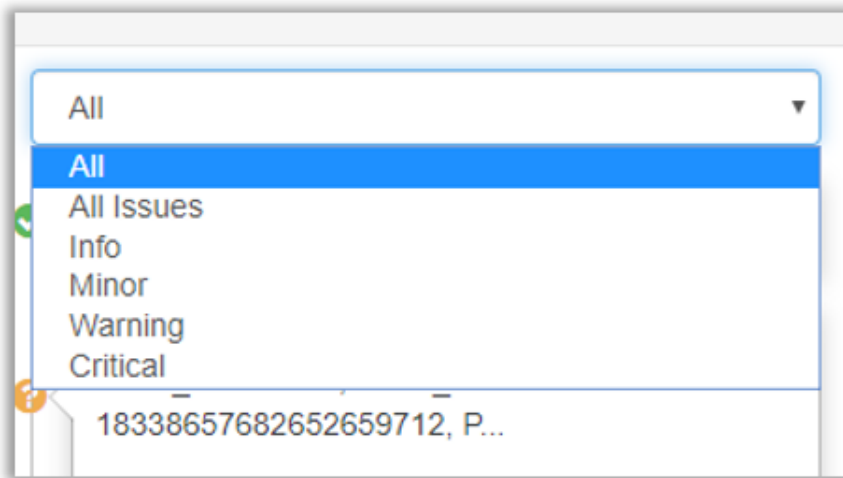 All
All
All Issues
Info
Minor
Warning
Critical
18338657682652659712, P...